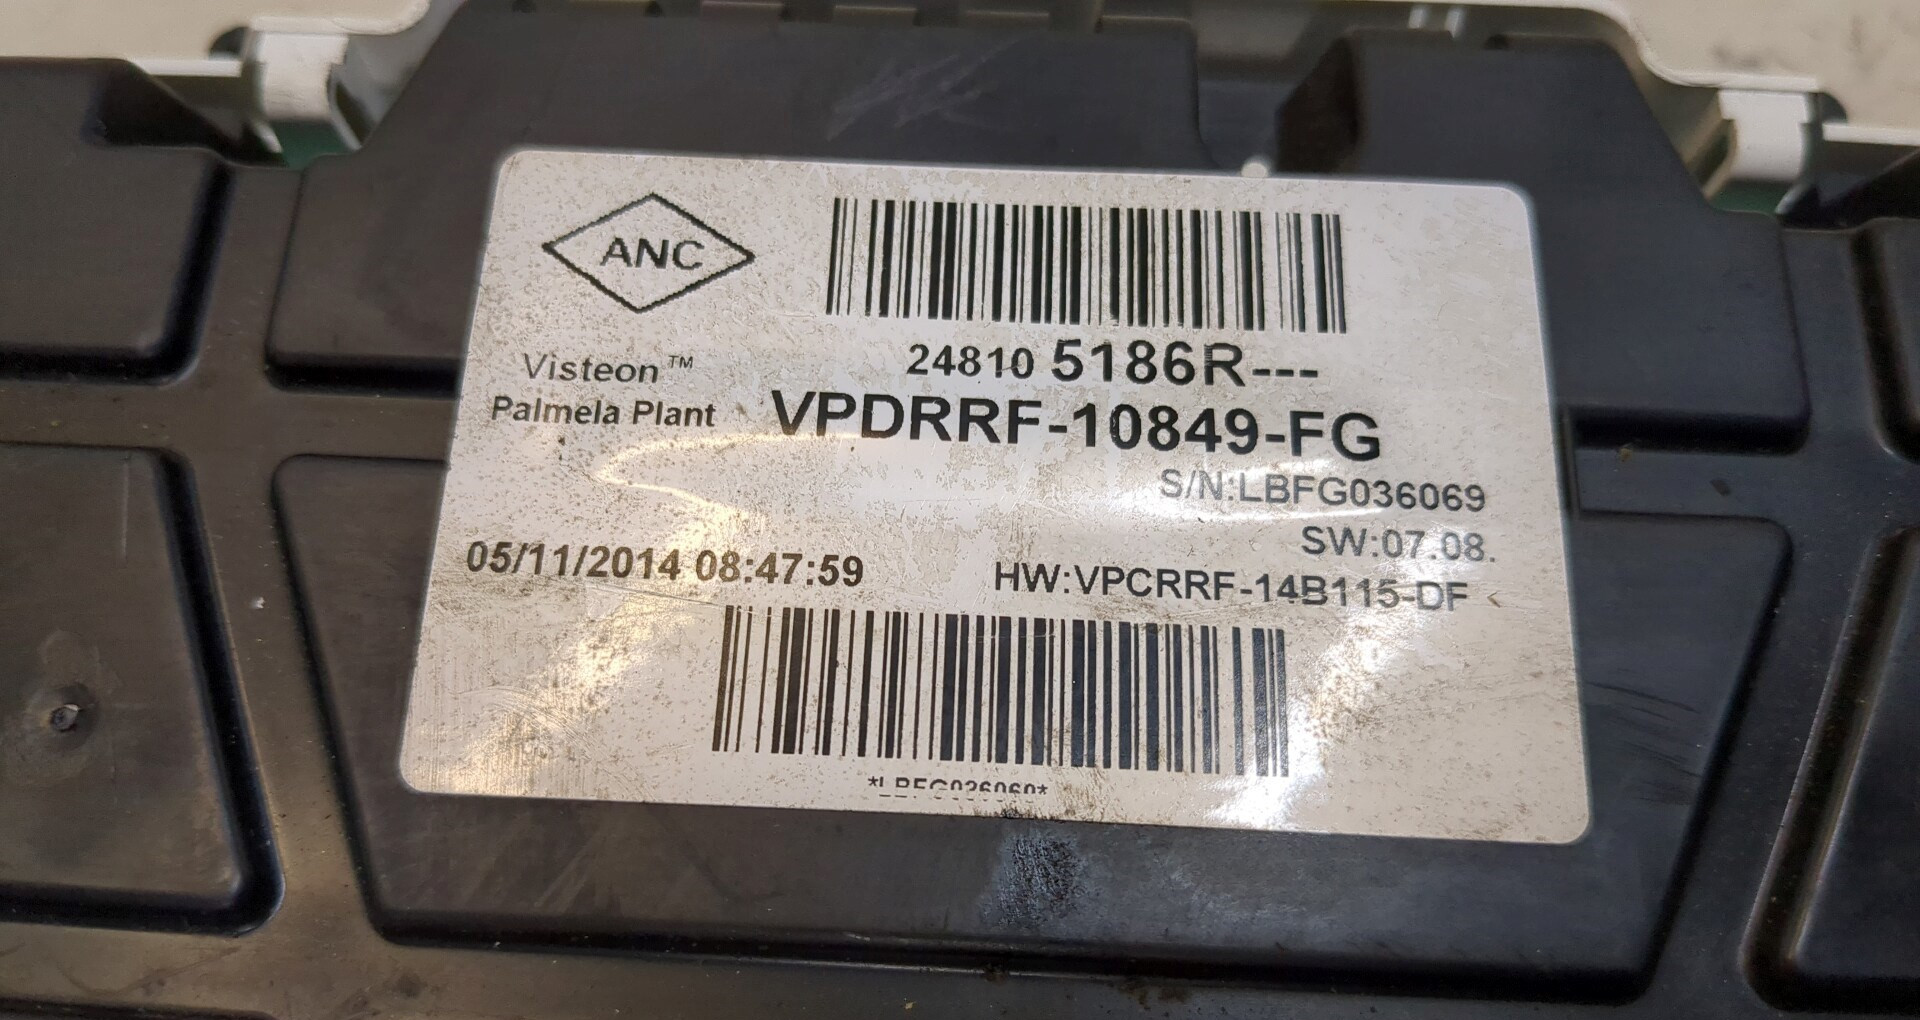 ANC
24810 5186R---
Visteon™
Palmela Plant
VPDRRF-10849-FG
S/N:LBFG036069
SW:07.08.
05/11/2014 08:47:59
HW:VPCRRF-14B115-DF
*LBFG036069*